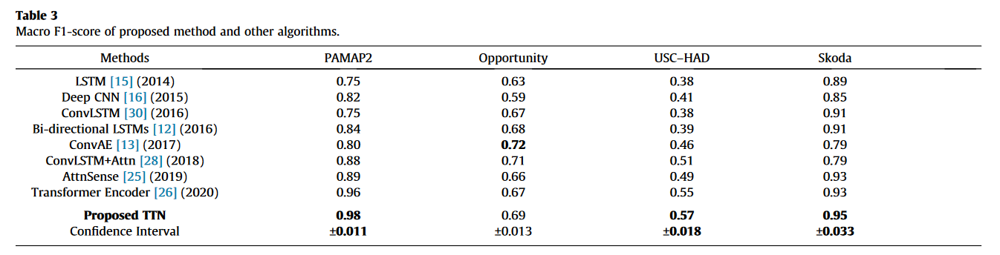 Table 3
Macro F1-score of proposed method and other algorithms.
Methods PAMAP2 Opportunity USC–HAD Skoda
LSTM [15] (2014) 0.75 0.63 0.38 0.89
Deep CNN [16] (2015) 0.82 0.59 0.41 0.85
ConvLSTM [30] (2016) 0.75 0.67 0.38 0.91
Bi-directional LSTMs [12] (2016) 0.84 0.68 0.39 0.91
ConvAE [13] (2017) 0.80 0.72 0.46 0.79
ConvLSTM+Attn [28] (2018) 0.88 0.71 0.51 0.79
AttnSense [25] (2019) 0.89 0.66 0.49 0.93
Transformer Encoder [26] (2020) 0.96 0.67 0.55 0.93
Proposed TTN 0.98 0.69 0.57 0.95
Confidence Interval ±0.011 ±0.013 ±0.018 ±0.033